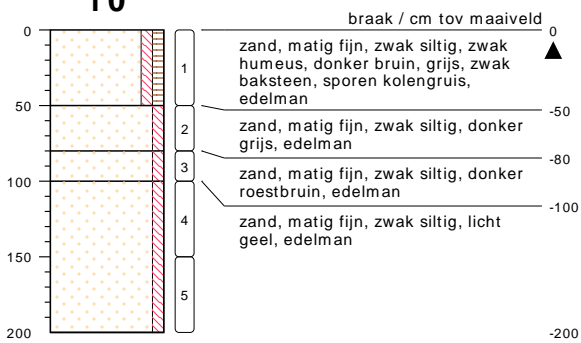 10
braak / cm tov maaiveld
0
0
zand, matig fijn, zwak siltig, zwak
humeus, donker bruin, grijs, zwak
baksteen, sporen kolengruis,
edelman
1
50
-50
zand, matig fijn, zwak siltig, donker
grijs, edelman
2
-80
zand, matig fijn, zwak siltig, donker
roestbruin, edelman
3
100
-100
zand, matig fijn, zwak siltig, licht
geel, edelman
4
150
5
200
-200